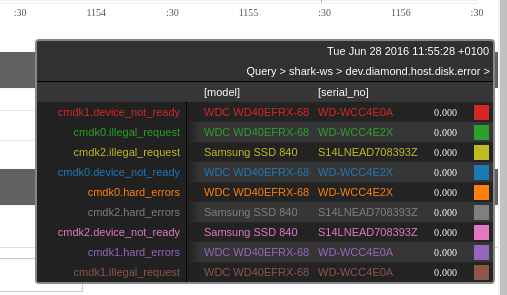 :30 1154 :30 1155 :30 1156 :30
Tue Jun 28 2016 11:55:28 +0100
Query > shark-ws > dev.diamond.host.disk.error >
[model] [serial_no]
cmdk1.device_not_ready WDC WD40EFRX-68 WD-WCC4E0A 0.000
cmdk0.illegal_request WDC WD40EFRX-68 WD-WCC4E2X 0.000
cmdk2.illegal_request Samsung SSD 840 S14LNEAD708393Z 0.000
cmdk0.device_not_ready WDC WD40EFRX-68 WD-WCC4E2X 0.000
cmdk0.hard_errors WDC WD40EFRX-68 WD-WCC4E2X 0.000
cmdk2.hard_errors Samsung SSD 840 S14LNEAD708393Z 0.000
cmdk2.device_not_ready Samsung SSD 840 S14LNEAD708393Z 0.000
cmdk1.hard_errors WDC WD40EFRX-68 WD-WCC4E0A 0.000
cmdk1.illegal_request WDC WD40EFRX-68 WD-WCC4E0A 0.000